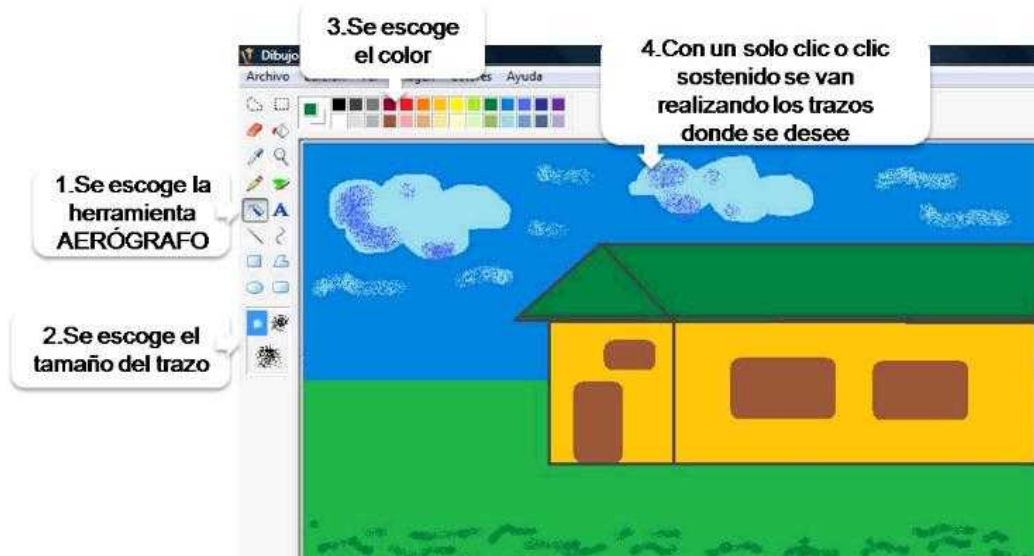 3.Se escoge
el color
4.Con un solo clic o clic
sostenido se van
realizando los trazos
donde se desee
Dibujo
Archivo Ayuda
1.Se escoge la
herramienta
AERÓGRAFO
A
2.Se escoge el
tamaño del trazo